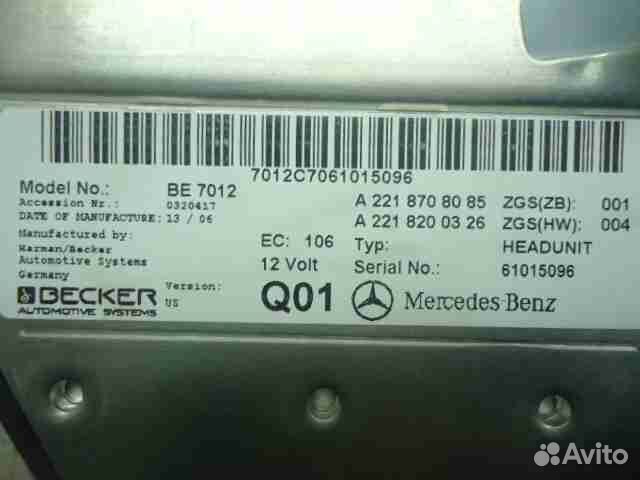 7012C7061015096
Model No.: BE 7012
Accession Nr.: 0320417
DATE OF MANUFACTURE: 13 / 06
A 221 870 80 85 ZGS(ZB): 001
A 221 820 03 26 ZGS(HW): 004
Manufactured by:
Harman/Becker
Automotive Systems
Germany
EC: 106 Typ: HEADUNIT
12 Volt Serial No.: 61015096
BECKER
AUTOMOTIVE SYSTEMS
Version:
US
Q01
Mercedes-Benz
Avito